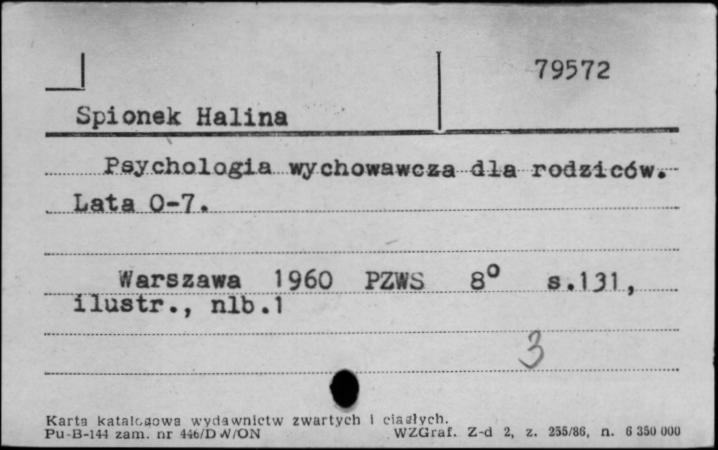 79572
Spionek Halina
Psychologia wychowawcza dla rodziców.
Lata 0-7.
Warszawa 1960 PZWS 8° s.131,
ilustr., nlb.1
3
Karta katalogowa wydawnictw zwartych i ciągłych.
Pu-B-144 zam. nr 446/DW/ON WZGraf. Z-d 2, z. 255/86, n. 6 350 000